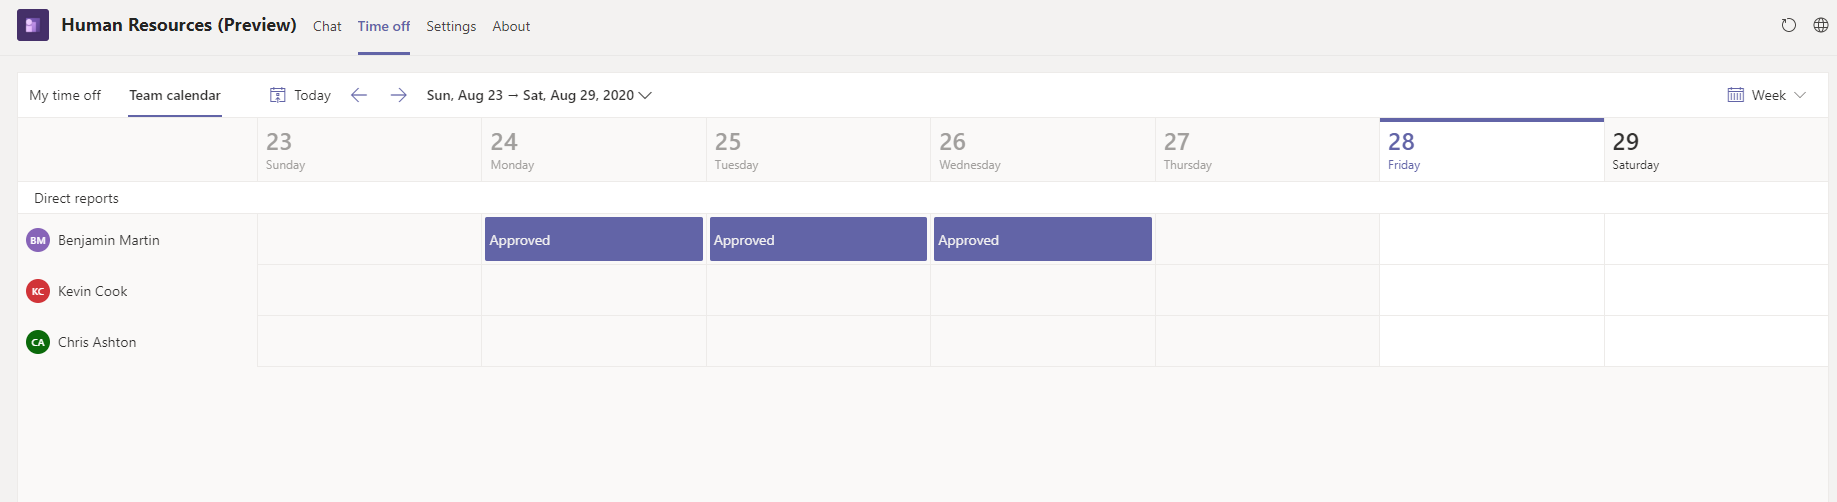 Human Resources (Preview) Chat Time off Settings About
My time off Team calendar Today Sun, Aug 23 → Sat, Aug 29, 2020 Week
23 24 25 26 27 28 29
Sunday Monday Tuesday Wednesday Thursday Friday Saturday
Direct reports
BM Benjamin Martin Approved Approved Approved
KC Kevin Cook
CA Chris Ashton